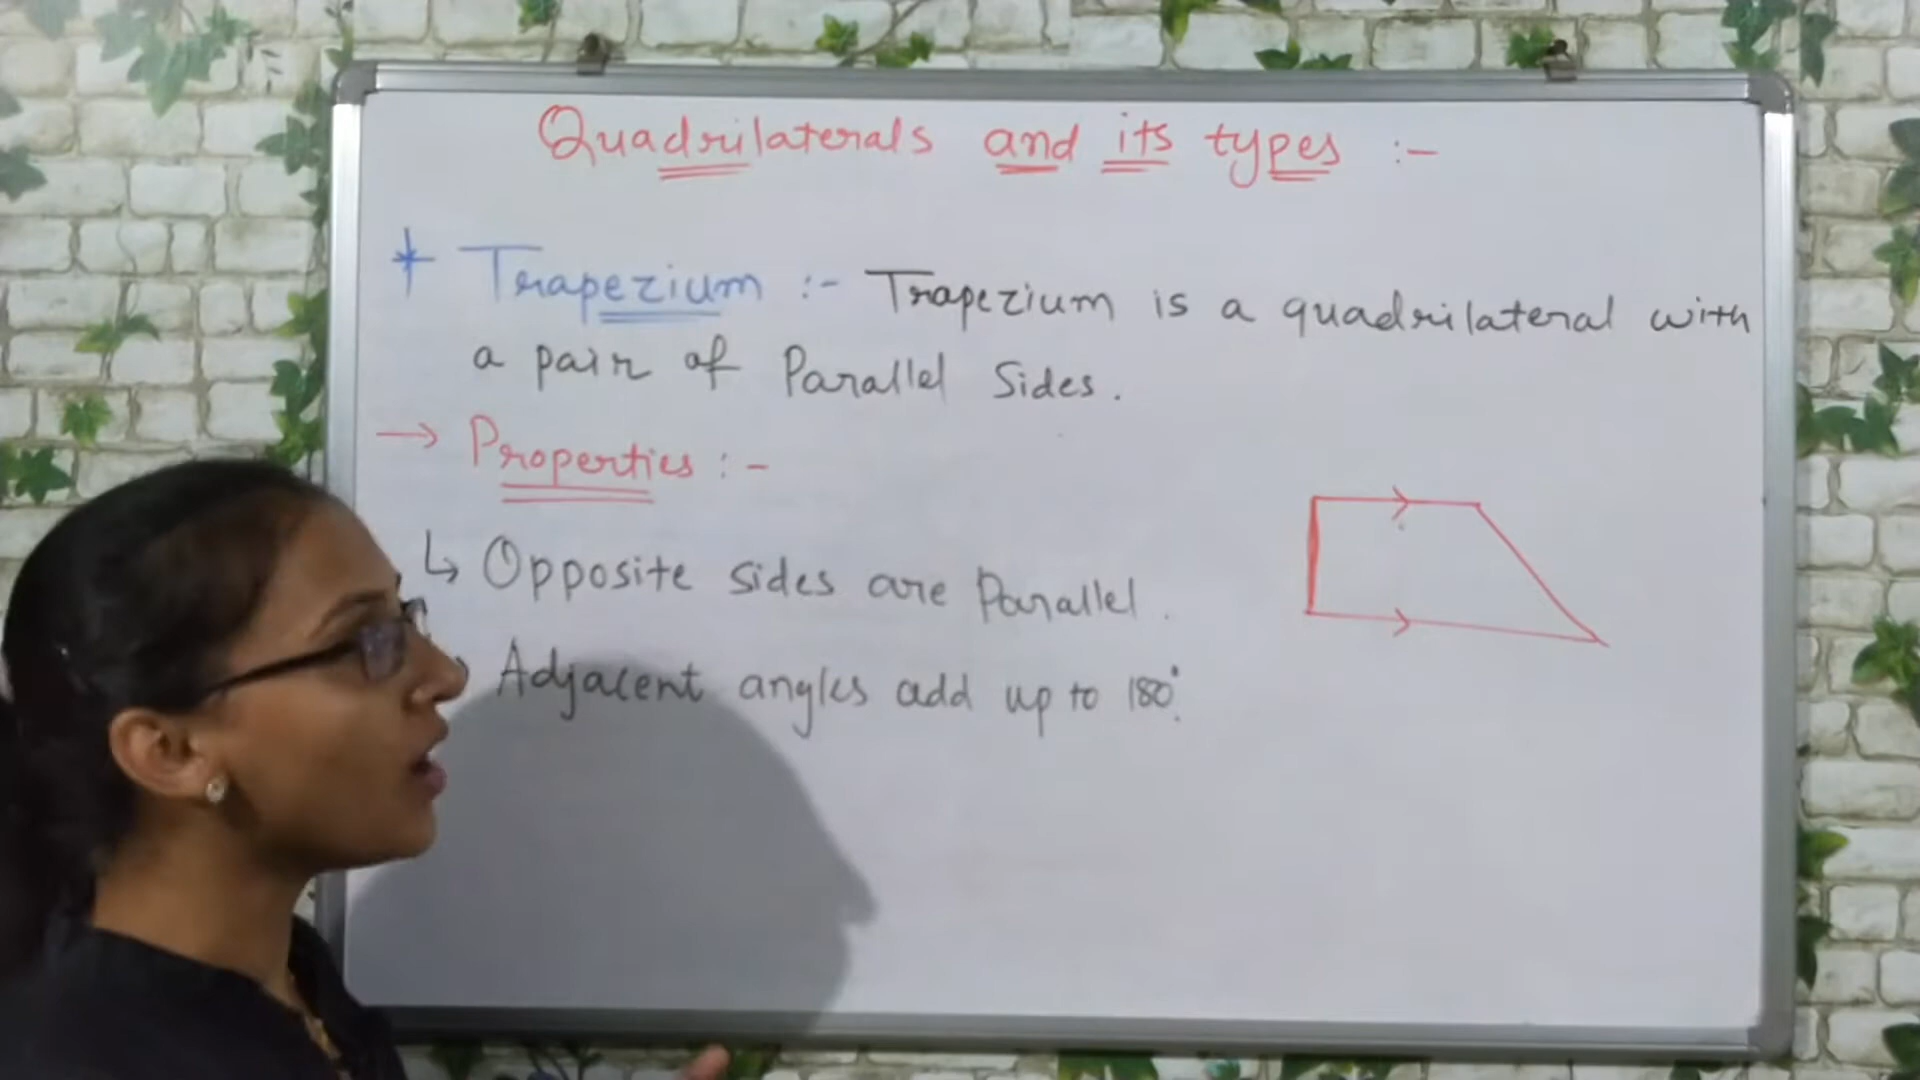 Quadrilaterals and its types :-
* Trapezium :- Trapezium is a quadrilateral with
a pair of Parallel Sides.
→ Properties :-
↳ Opposite sides are Parallel.
Adjacent angles add up to 180°.